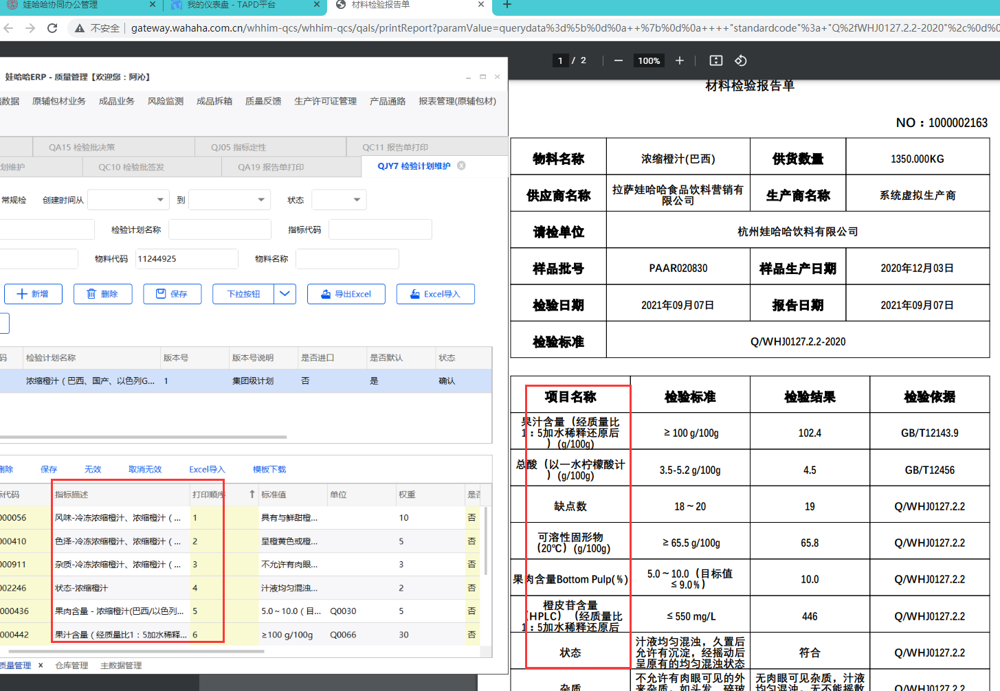 娃哈哈协同办公管理
我的仪表盘 - TAPD平台
材料检验报告单
不安全
gateway.wahaha.com.cn/whhim-qcs/whhim-qcs/qals/printReport?paramValue=querydata%3d%5b%0d%0a++%7b%0d%0a++++"standardcode"%3a+"Q%2fWHJ0127.2.2-2020"%2c%0d%0
1 / 2
100%
娃哈哈ERP - 质量管理【欢迎您：阿沁】
数据 原辅包材业务 成品业务 风险监测 成品拆箱 质量反馈 生产许可证管理 产品通路 报表管理(原辅包材)
QA15 检验批决策 QJ05 指标定性 QC11 报告单打印
划维护 QC10 检验批签发 QA19 报告单打印 QJY7 检验计划维护
常规检 创建时间从 到 状态
检验计划名称 指标代码
物料代码 11244925 物料名称
新增 删除 保存 下拉按钮 导出Excel Excel导入
码 检验计划名称 版本号 版本号说明 是否进口 是否默认 状态
浓缩橙汁（巴西、国产、以色列G... 1 集团级计划 否 是 确认
删除 保存 无效 取消无效 Excel导入 模板下载
标代码 指标描述 打印顺序 标准值 单位 权重 是否
000056 风味-冷冻浓缩橙汁、浓缩橙汁（... 1 具有与鲜甜橙... 10 否
000410 色泽-冷冻浓缩橙汁、浓缩橙汁（... 2 呈橙黄色或橙... 5 否
000911 杂质-冷冻浓缩橙汁、浓缩橙汁（... 3 不允许有肉眼... 3 否
002246 状态-浓缩橙汁 4 汁液均匀混浊... 2 否
000436 果肉含量 - 浓缩橙汁(巴西/以色列... 5 5.0～10.0（目... Q0030 5 否
000442 果汁含量（经质量比1：5加水稀释... 6 ≥100 g/100g Q0066 30 否
质量管理 仓库管理 主数据管理
材料检验报告单
NO：1000002163
物料名称 浓缩橙汁(巴西) 供货数量 1350.000KG
供应商名称 拉萨娃哈哈食品饮料营销有
限公司 生产商名称 系统虚拟生产商
请检单位 杭州娃哈哈饮料有限公司
样品批号 PAAR020830 样品生产日期 2020年12月03日
检验日期 2021年09月07日 报告日期 2021年09月07日
检验标准 Q/WHJ0127.2.2-2020
项目名称 检验标准 检验结果 检验依据
果汁含量（经质量比
1：5加水稀释还原后
）(g/100g) ≥ 100 g/100g 102.4 GB/T12143.9
总酸（以一水柠檬酸计
）(g/100g) 3.5-5.2 g/100g 4.5 GB/T12456
缺点数 18～20 19 Q/WHJ0127.2.2
可溶性固形物
（20℃）(g/100g) ≥ 65.5 g/100g 65.8 Q/WHJ0127.2.2
果肉含量Bottom Pulp(%) 5.0～10.0（目标值
≤ 9.0%） 10.0 Q/WHJ0127.2.2
橙皮苷含量
（HPLC）（经质量比
1：5加水稀释还原后 ≤ 550 mg/L 446 Q/WHJ0127.2.2
状态 汁液均匀混浊，久置后
允许有沉淀，经摇动后
呈原有的均匀混浊状态 符合 Q/WHJ0127.2.2
杂质 不允许有肉眼可见的外
来杂质，如头发、碎玻 无肉眼可见杂质，汁液
均匀混浊，无不能摇散